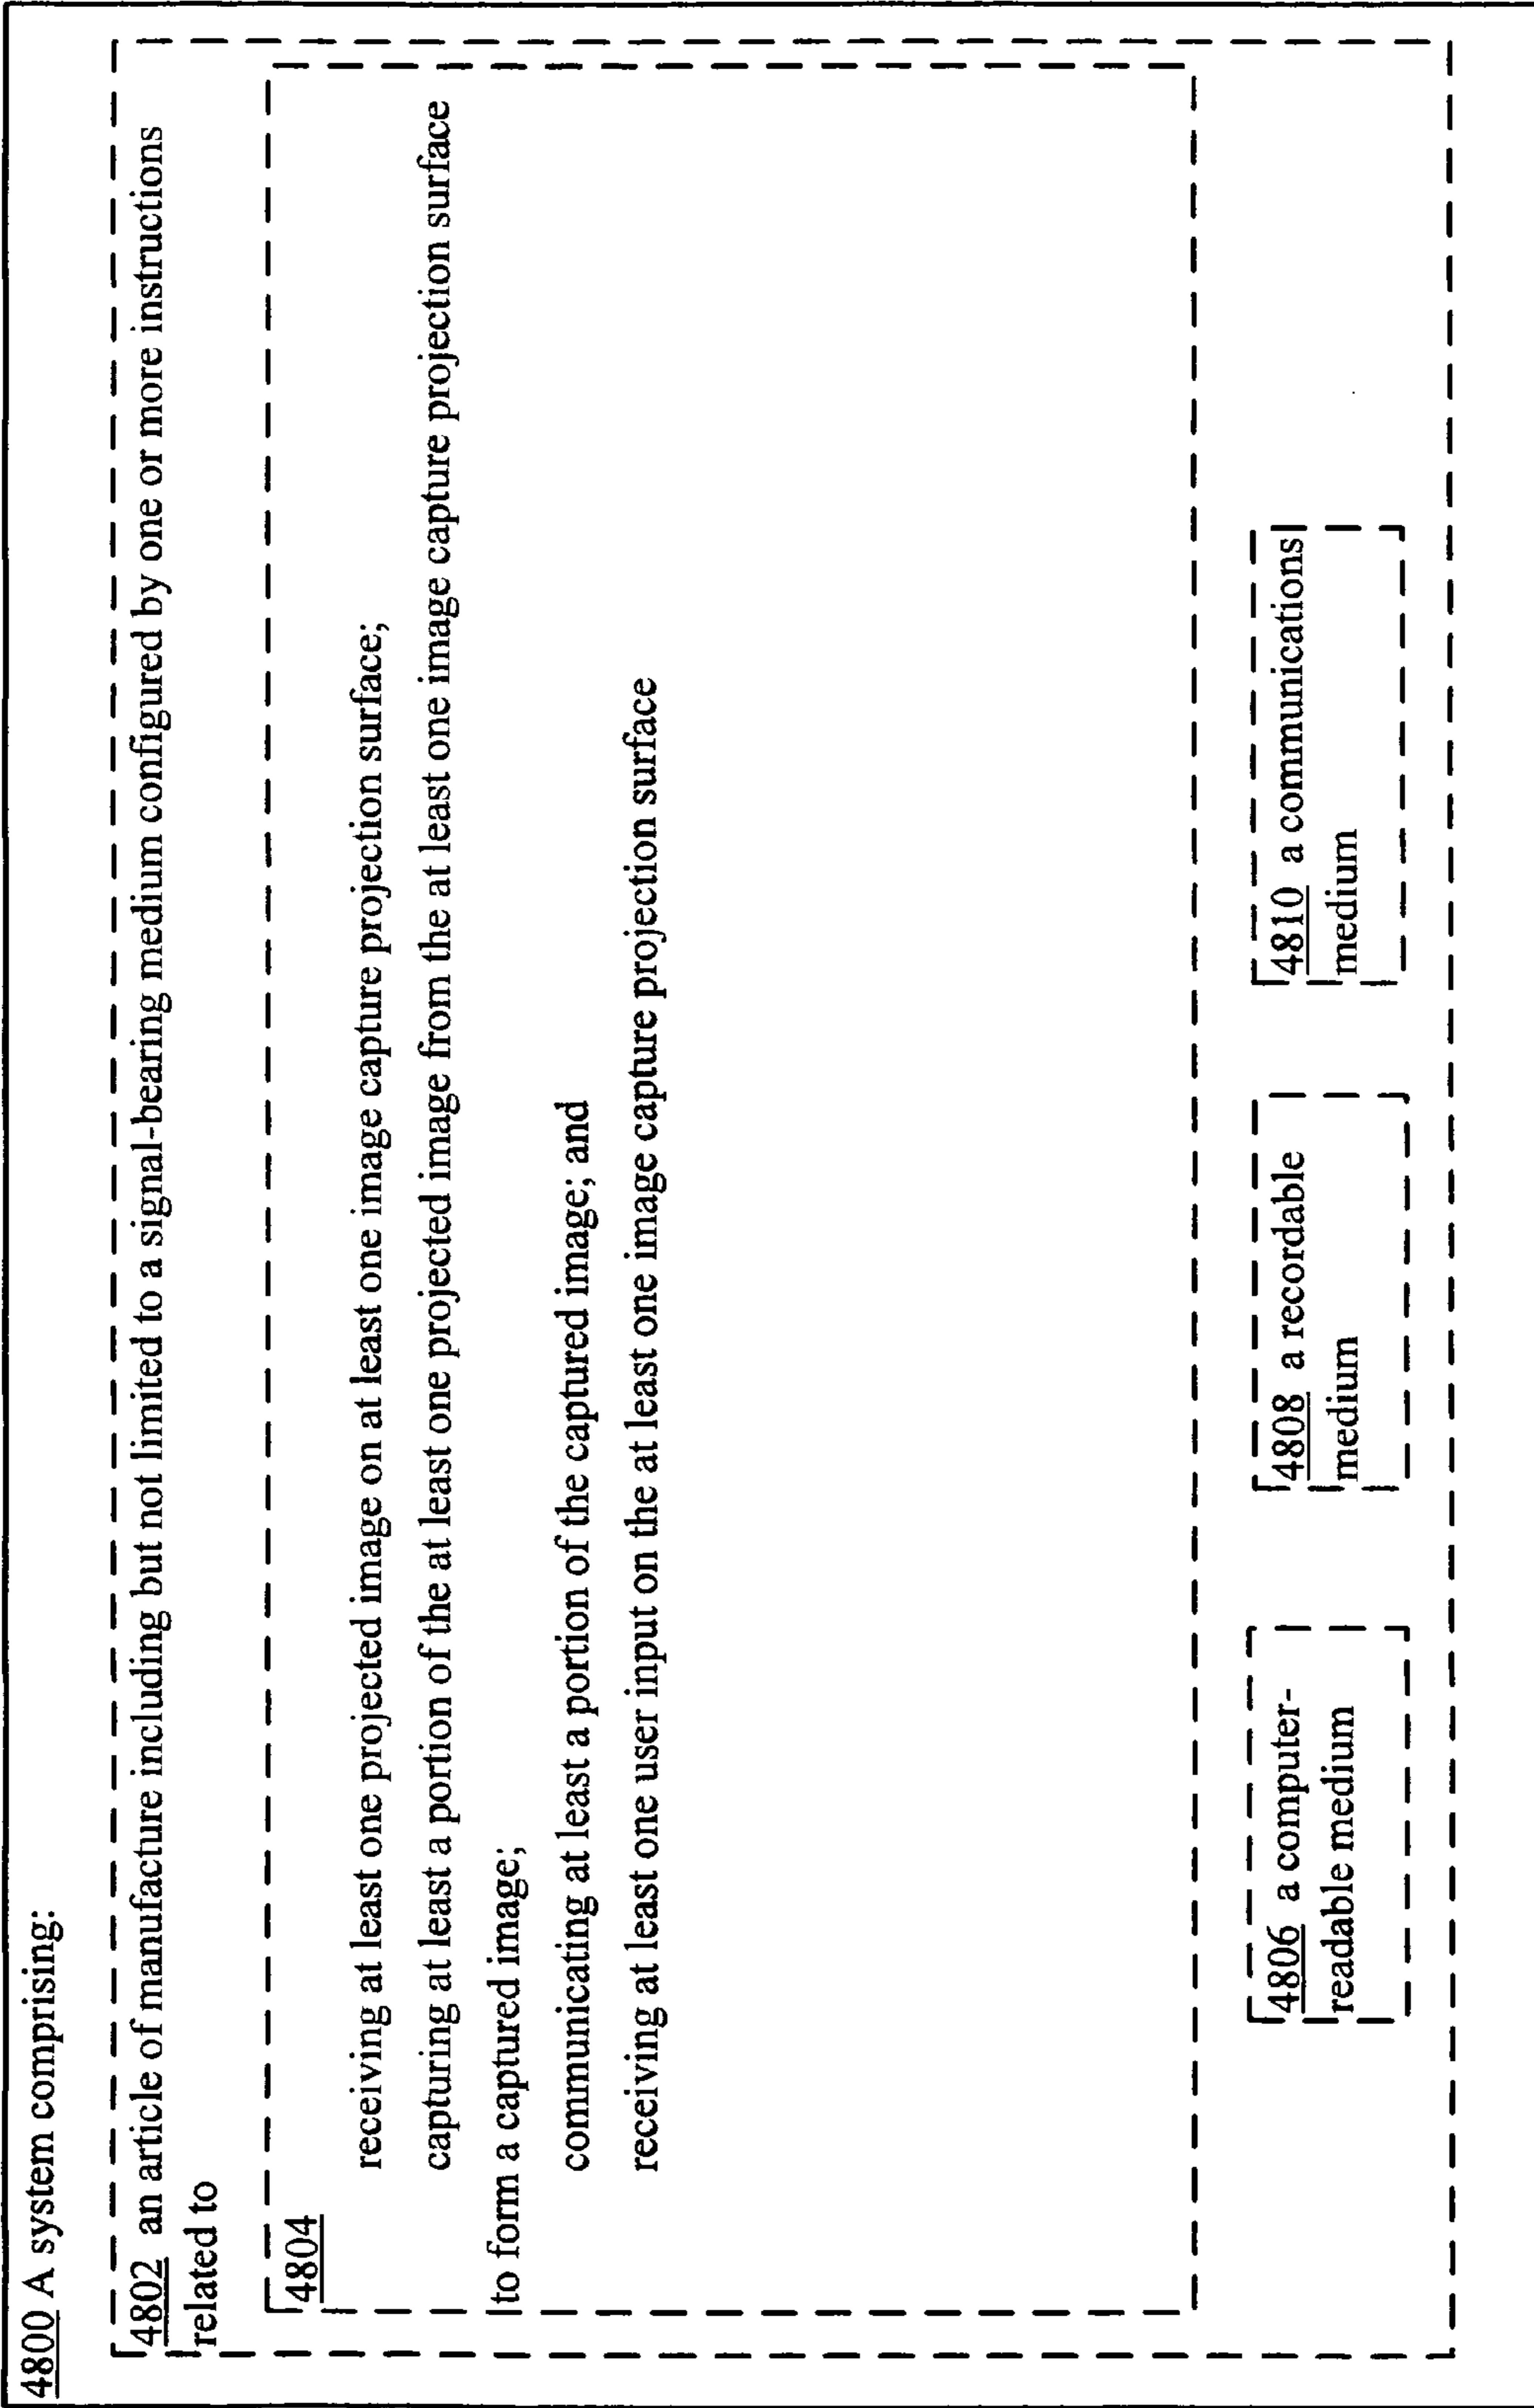 4800 A system comprising:
4802 an article of manufacture including but not limited to a signal-bearing medium configured by one or more instructions
related to
4804
receiving at least one projected image on at least one image capture projection surface;
capturing at least a portion of the at least one projected image from the at least one image capture projection surface
to form a captured image;
communicating at least a portion of the captured image; and
receiving at least one user input on the at least one image capture projection surface
4806 a computer-
readable medium
4808 a recordable
medium
4810 a communications
medium